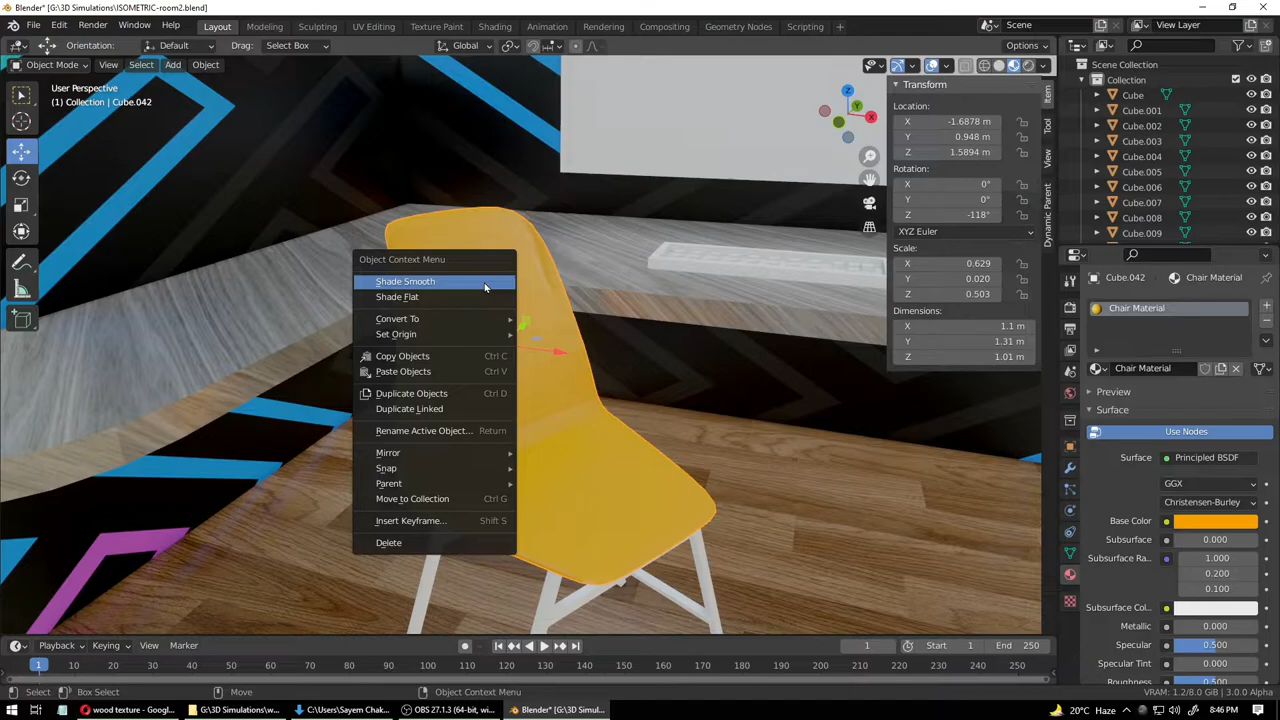 Blender* [G:\3D Simulations\ISOMETRIC-room2.blend]
File Edit Render Window Help
Layout Modeling Sculpting UV Editing Texture Paint Shading Animation Rendering Compositing Geometry Nodes Scripting
Scene
View Layer
Orientation: Default Drag: Select Box Global Options
Object Mode View Select Add Object
User Perspective
(1) Collection | Cube.042
Z
Y
X
Transform
Location:
X -1.6878 m
Y 0.948 m
Z 1.5894 m
Rotation:
X 0°
Y 0°
Z -118°
XYZ Euler
Scale:
X 0.629
Y 0.020
Z 0.503
Dimensions:
X 1.1 m
Y 1.31 m
Z 1.01 m
Item
Tool
View
Dynamic Parent
Object Context Menu
Shade Smooth
Shade Flat
Convert To
Set Origin
Copy Objects Ctrl C
Paste Objects Ctrl V
Duplicate Objects Ctrl D
Duplicate Linked
Rename Active Object... Return
Mirror
Snap
Parent
Move to Collection Ctrl G
Insert Keyframe... Shift S
Delete
Scene Collection
Collection
Cube
Cube.001
Cube.002
Cube.003
Cube.004
Cube.005
Cube.006
Cube.007
Cube.008
Cube.009
Cube.042 Chair Material
Chair Material
Chair Material
Preview
Surface
Use Nodes
Surface Principled BSDF
GGX
Christensen-Burley
Base Color
Subsurface 0.000
Subsurface Ra... 1.000
0.200
0.100
Subsurface Col...
Metallic 0.000
Specular 0.500
Specular Tint 0.000
Roughness 0.500
Playback Keying View Marker
1 Start 1 End 250
1 10 20 30 40 50 60 70 80 90 100 110 120 130 140 150 160 170 180 190 200 210 220 230 240 250
Select Box Select Move Object Context Menu VRAM: 1.2/8.0 GiB | 3.0.0 Alpha
wood texture - Googl... G:\3D Simulations\w... C:\Users\Sayem Chak... OBS 27.1.3 (64-bit, wi... Blender* [G:\3D Simul... 20°C Haze 8:46 PM